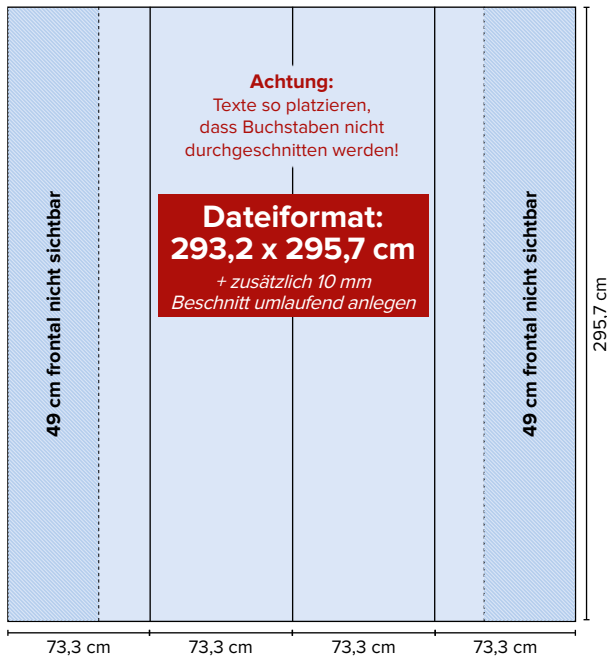 Achtung:
Texte so platzieren,
dass Buchstaben nicht
durchgeschnitten werden!
Dateiformat:
293,2 x 295,7 cm
+ zusätzlich 10 mm
Beschnitt umlaufend anlegen
49 cm frontal nicht sichtbar
49 cm frontal nicht sichtbar
295,7 cm
73,3 cm
73,3 cm
73,3 cm
73,3 cm